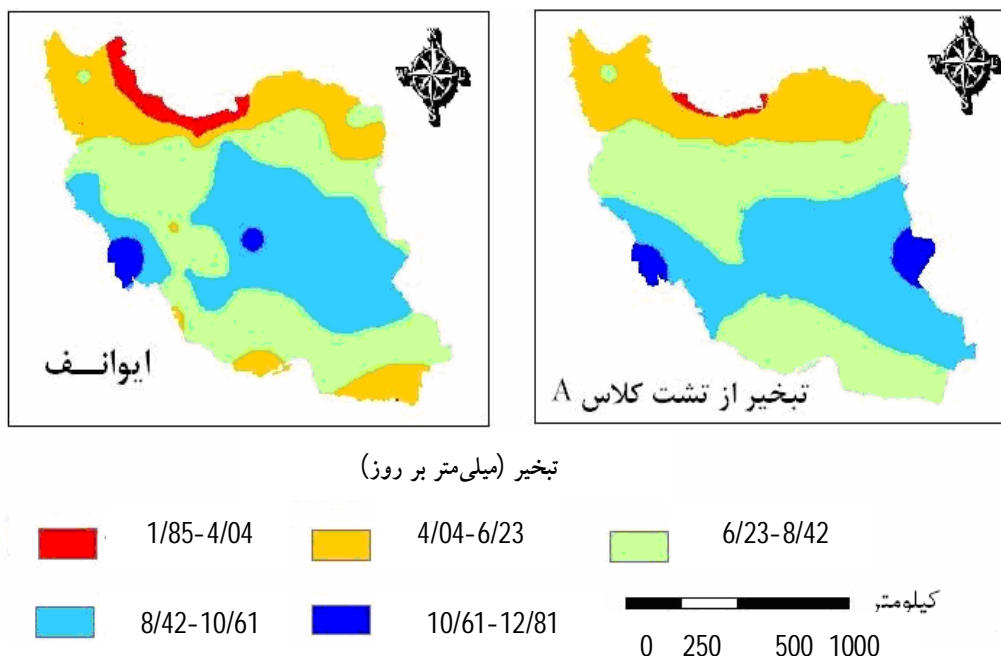 ایوانف
تبخیر از تشت کلاس A
تبخیر (میلی‌متر بر روز)
1/85-4/04
4/04-6/23
6/23-8/42
8/42-10/61
10/61-12/81
کیلومتر
0 250 500 1000